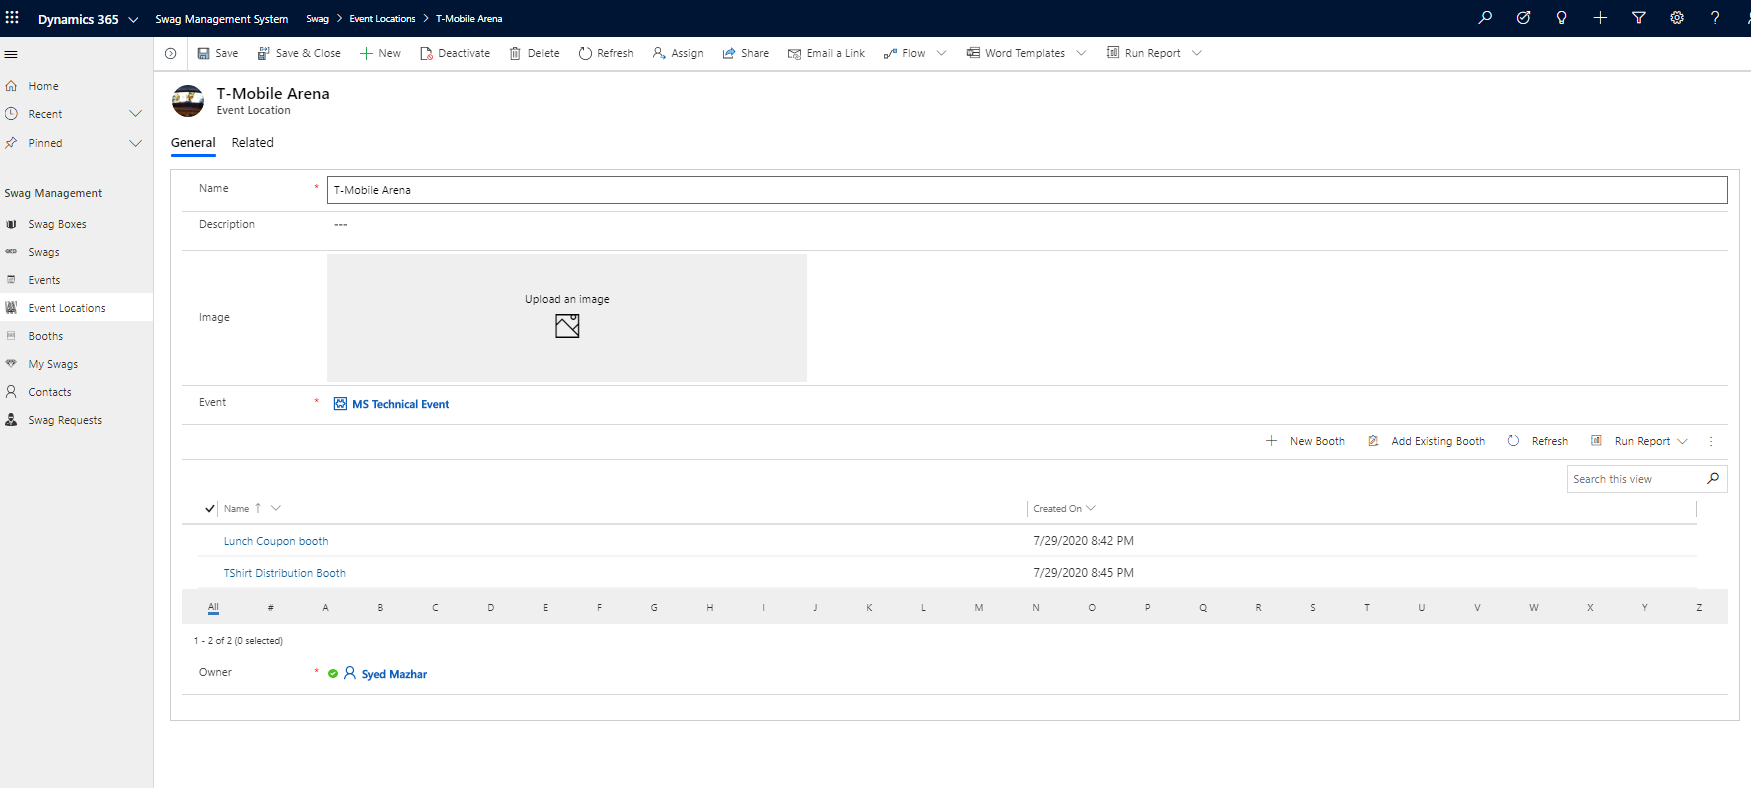 Dynamics 365 Swag Management System Swag > Event Locations > T-Mobile Arena ?
Save Save & Close New Deactivate Delete Refresh Assign Share Email a Link Flow Word Templates Run Report
Home
Recent
Pinned
Swag Management
Swag Boxes
Swags
Events
Event Locations
Booths
My Swags
Contacts
Swag Requests
T-Mobile Arena
Event Location
General Related
Name * T-Mobile Arena
Description ---
Image
Upload an image
Event * MS Technical Event
New Booth Add Existing Booth Refresh Run Report
Search this view
Name ↑ Created On
Lunch Coupon booth 7/29/2020 8:42 PM
TShirt Distribution Booth 7/29/2020 8:45 PM
All # A B C D E F G H I J K L M N O P Q R S T U V W X Y Z
1 - 2 of 2 (0 selected)
Owner * Syed Mazhar